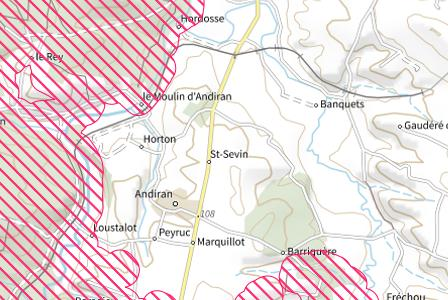 Hordosse
le Rey
le Moulin d'Andiran
Banquets
Gaudéré
Horton
St-Sevin
Andiran
108
Loustalot
Peyruc
Marquillot
Barriquère
Fréchou